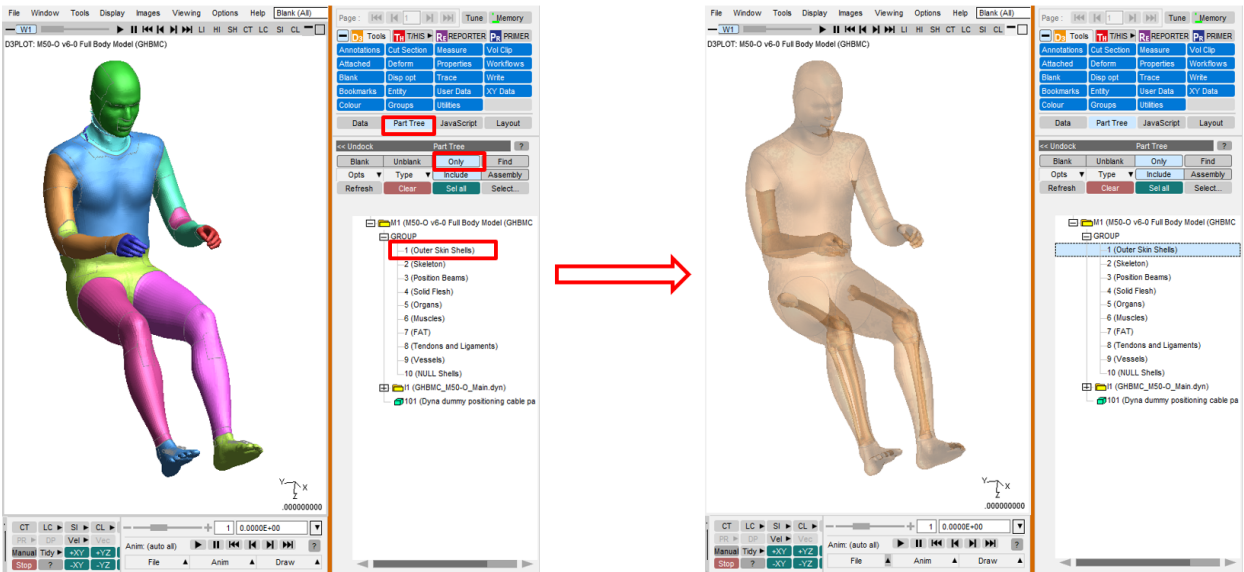 File Window Tools Display Images Viewing Options Help Blank (All)
W1 LI HI SH CT LC SI CL
D3PLOT: M50-O v6-0 Full Body Model (GHBMC)
Y X
Z
.000000000
CT LC SI CL
PR DP Vel Vec
Manual Tidy +XY +YZ
Stop ? -XY -YZ
1 0.0000E+00
Anim: (auto all) ?
File Anim Draw
Page : 1 Tune Memory
D3 Tools TH T/HIS RE REPORTER PR PRIMER
Annotations Cut Section Measure Vol Clip
Attached Deform Properties Workflows
Blank Disp opt Trace Write
Bookmarks Entity User Data XY Data
Colour Groups Utilities
Data Part Tree JavaScript Layout
<< Undock Part Tree ?
Blank Unblank Only Find
Opts Type Include Assembly
Refresh Clear Sel all Select...
M1 (M50-O v6-0 Full Body Model (GHBMC
GROUP
1 (Outer Skin Shells)
2 (Skeleton)
3 (Position Beams)
4 (Solid Flesh)
5 (Organs)
6 (Muscles)
7 (FAT)
8 (Tendons and Ligaments)
9 (Vessels)
10 (NULL Shells)
I1 (GHBMC_M50-O_Main.dyn)
101 (Dyna dummy positioning cable pa
File Window Tools Display Images Viewing Options Help Blank (All)
W1 LI HI SH CT LC SI CL
D3PLOT: M50-O v6-0 Full Body Model (GHBMC)
Y X
Z
.000000000
CT LC SI CL
PR DP Vel Vec
Manual Tidy +XY +YZ
Stop ? -XY -YZ
1 0.0000E+00
Anim: (auto all) ?
File Anim Draw
Page : 1 Tune Memory
D3 Tools TH T/HIS RE REPORTER PR PRIMER
Annotations Cut Section Measure Vol Clip
Attached Deform Properties Workflows
Blank Disp opt Trace Write
Bookmarks Entity User Data XY Data
Colour Groups Utilities
Data Part Tree JavaScript Layout
<< Undock Part Tree ?
Blank Unblank Only Find
Opts Type Include Assembly
Refresh Clear Sel all Select...
M1 (M50-O v6-0 Full Body Model (GHBMC
GROUP
1 (Outer Skin Shells)
2 (Skeleton)
3 (Position Beams)
4 (Solid Flesh)
5 (Organs)
6 (Muscles)
7 (FAT)
8 (Tendons and Ligaments)
9 (Vessels)
10 (NULL Shells)
I1 (GHBMC_M50-O_Main.dyn)
101 (Dyna dummy positioning cable pa